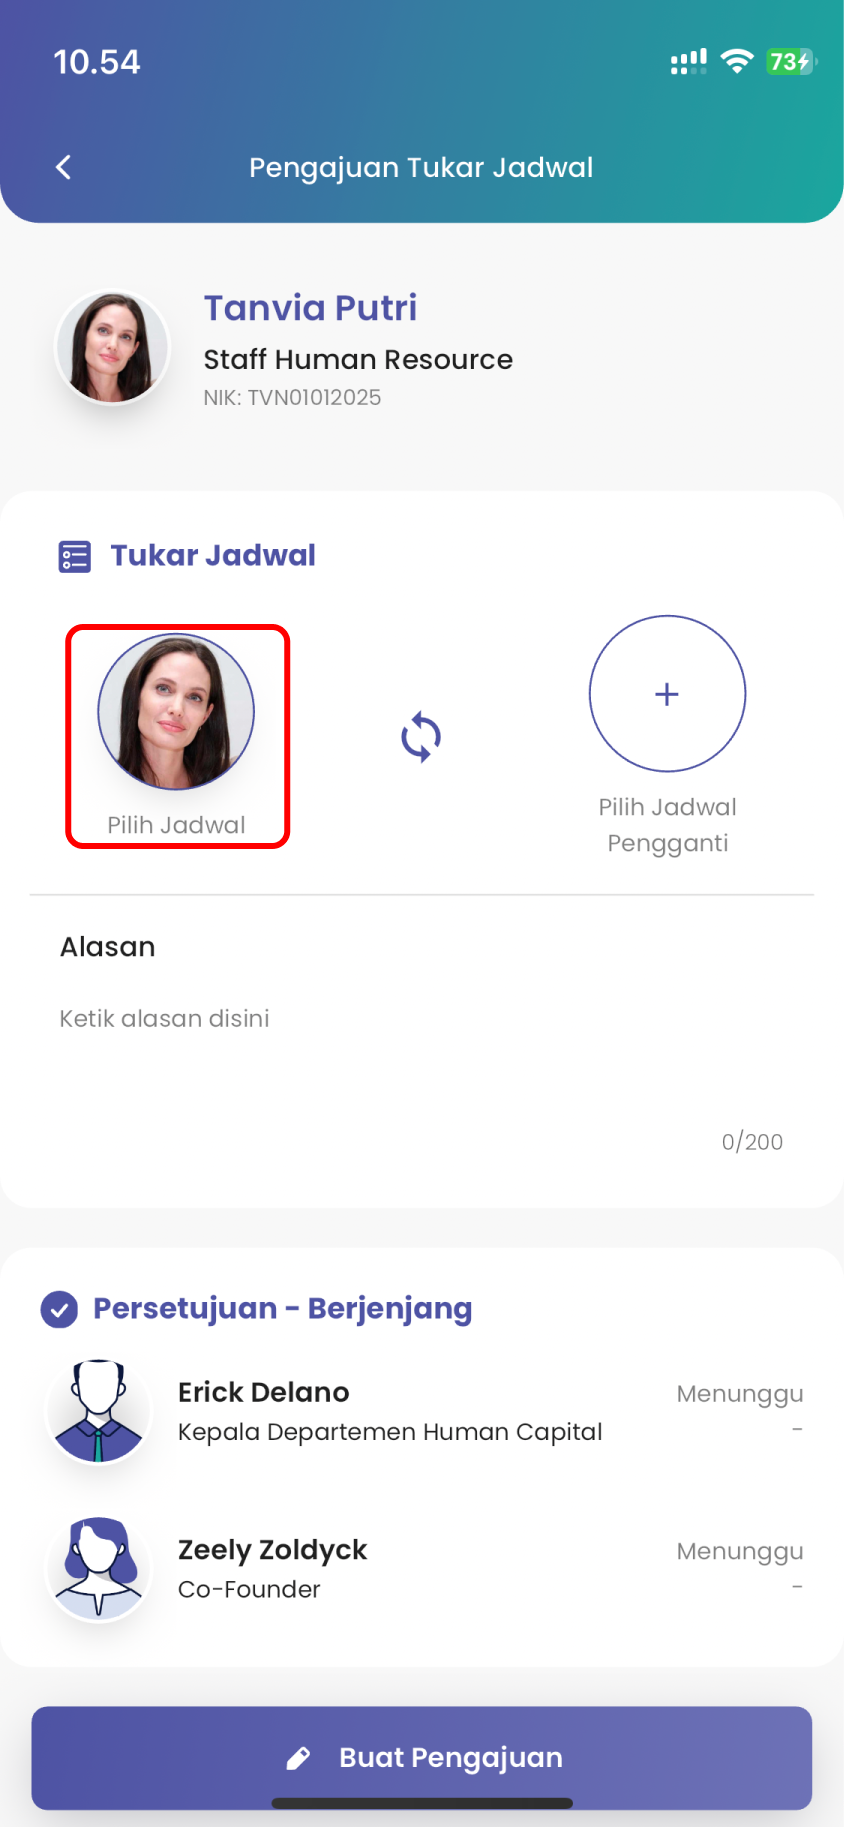 10.54
73
Pengajuan Tukar Jadwal
Tanvia Putri
Staff Human Resource
NIK: TVN01012025
Tukar Jadwal
Pilih Jadwal
+
Pilih Jadwal
Pengganti
Alasan
Ketik alasan disini
0/200
Persetujuan - Berjenjang
Erick Delano
Menunggu
Kepala Departemen Human Capital
-
Zeely Zoldyck
Menunggu
Co-Founder
-
Buat Pengajuan